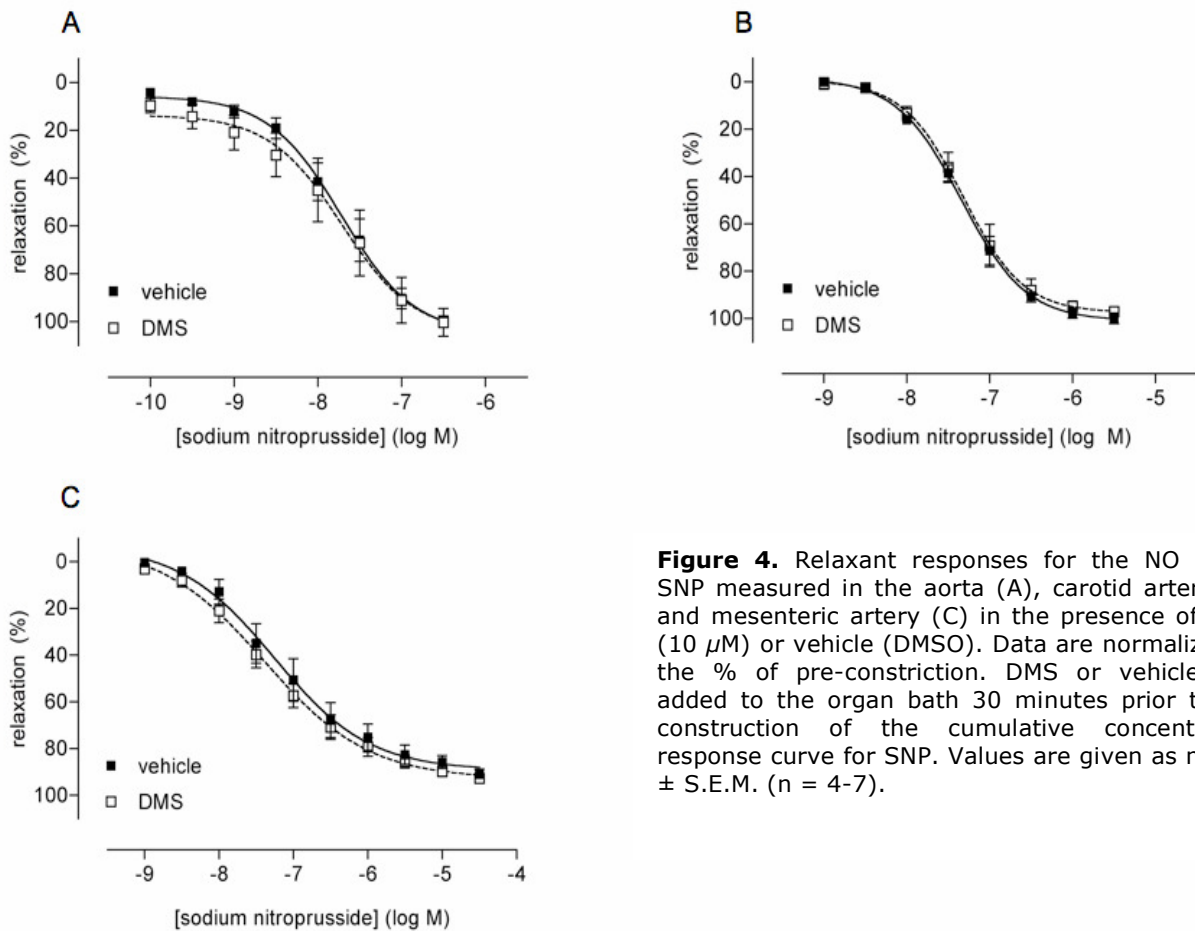 A
0
20
40
60
80
100
relaxation (%)
vehicle
DMS
-10 -9 -8 -7 -6
[sodium nitroprusside] (log M)
B
0
20
40
60
80
100
relaxation (%)
vehicle
DMS
-9 -8 -7 -6 -5
[sodium nitroprusside] (log M)
C
0
20
40
60
80
100
relaxation (%)
vehicle
DMS
-9 -8 -7 -6 -5 -4
[sodium nitroprusside] (log M)
Figure 4. Relaxant responses for the NO
SNP measured in the aorta (A), carotid
and mesenteric artery (C) in the presence of
(10 µM) or vehicle (DMSO). Data are
the % of pre-constriction. DMS or vehicle
added to the organ bath 30 minutes prior
construction of the cumulative
response curve for SNP. Values are given as
± S.E.M. (n = 4-7).